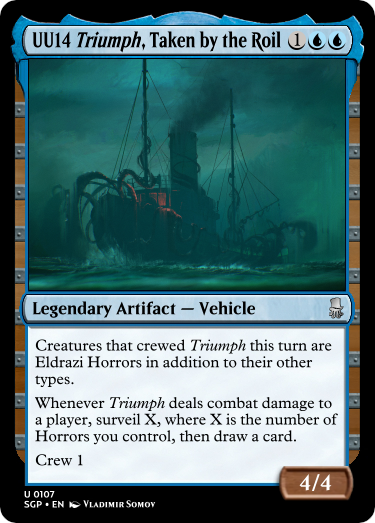 UU14 Triumph, Taken by the Roil 1
Legendary Artifact — Vehicle
Creatures that crewed Triumph this turn are
Eldrazi Horrors in addition to their other
types.
Whenever Triumph deals combat damage to
a player, surveil X, where X is the number of
Horrors you control, then draw a card.
Crew 1
4/4
U 0107
SGP • EN Vladimir Somov